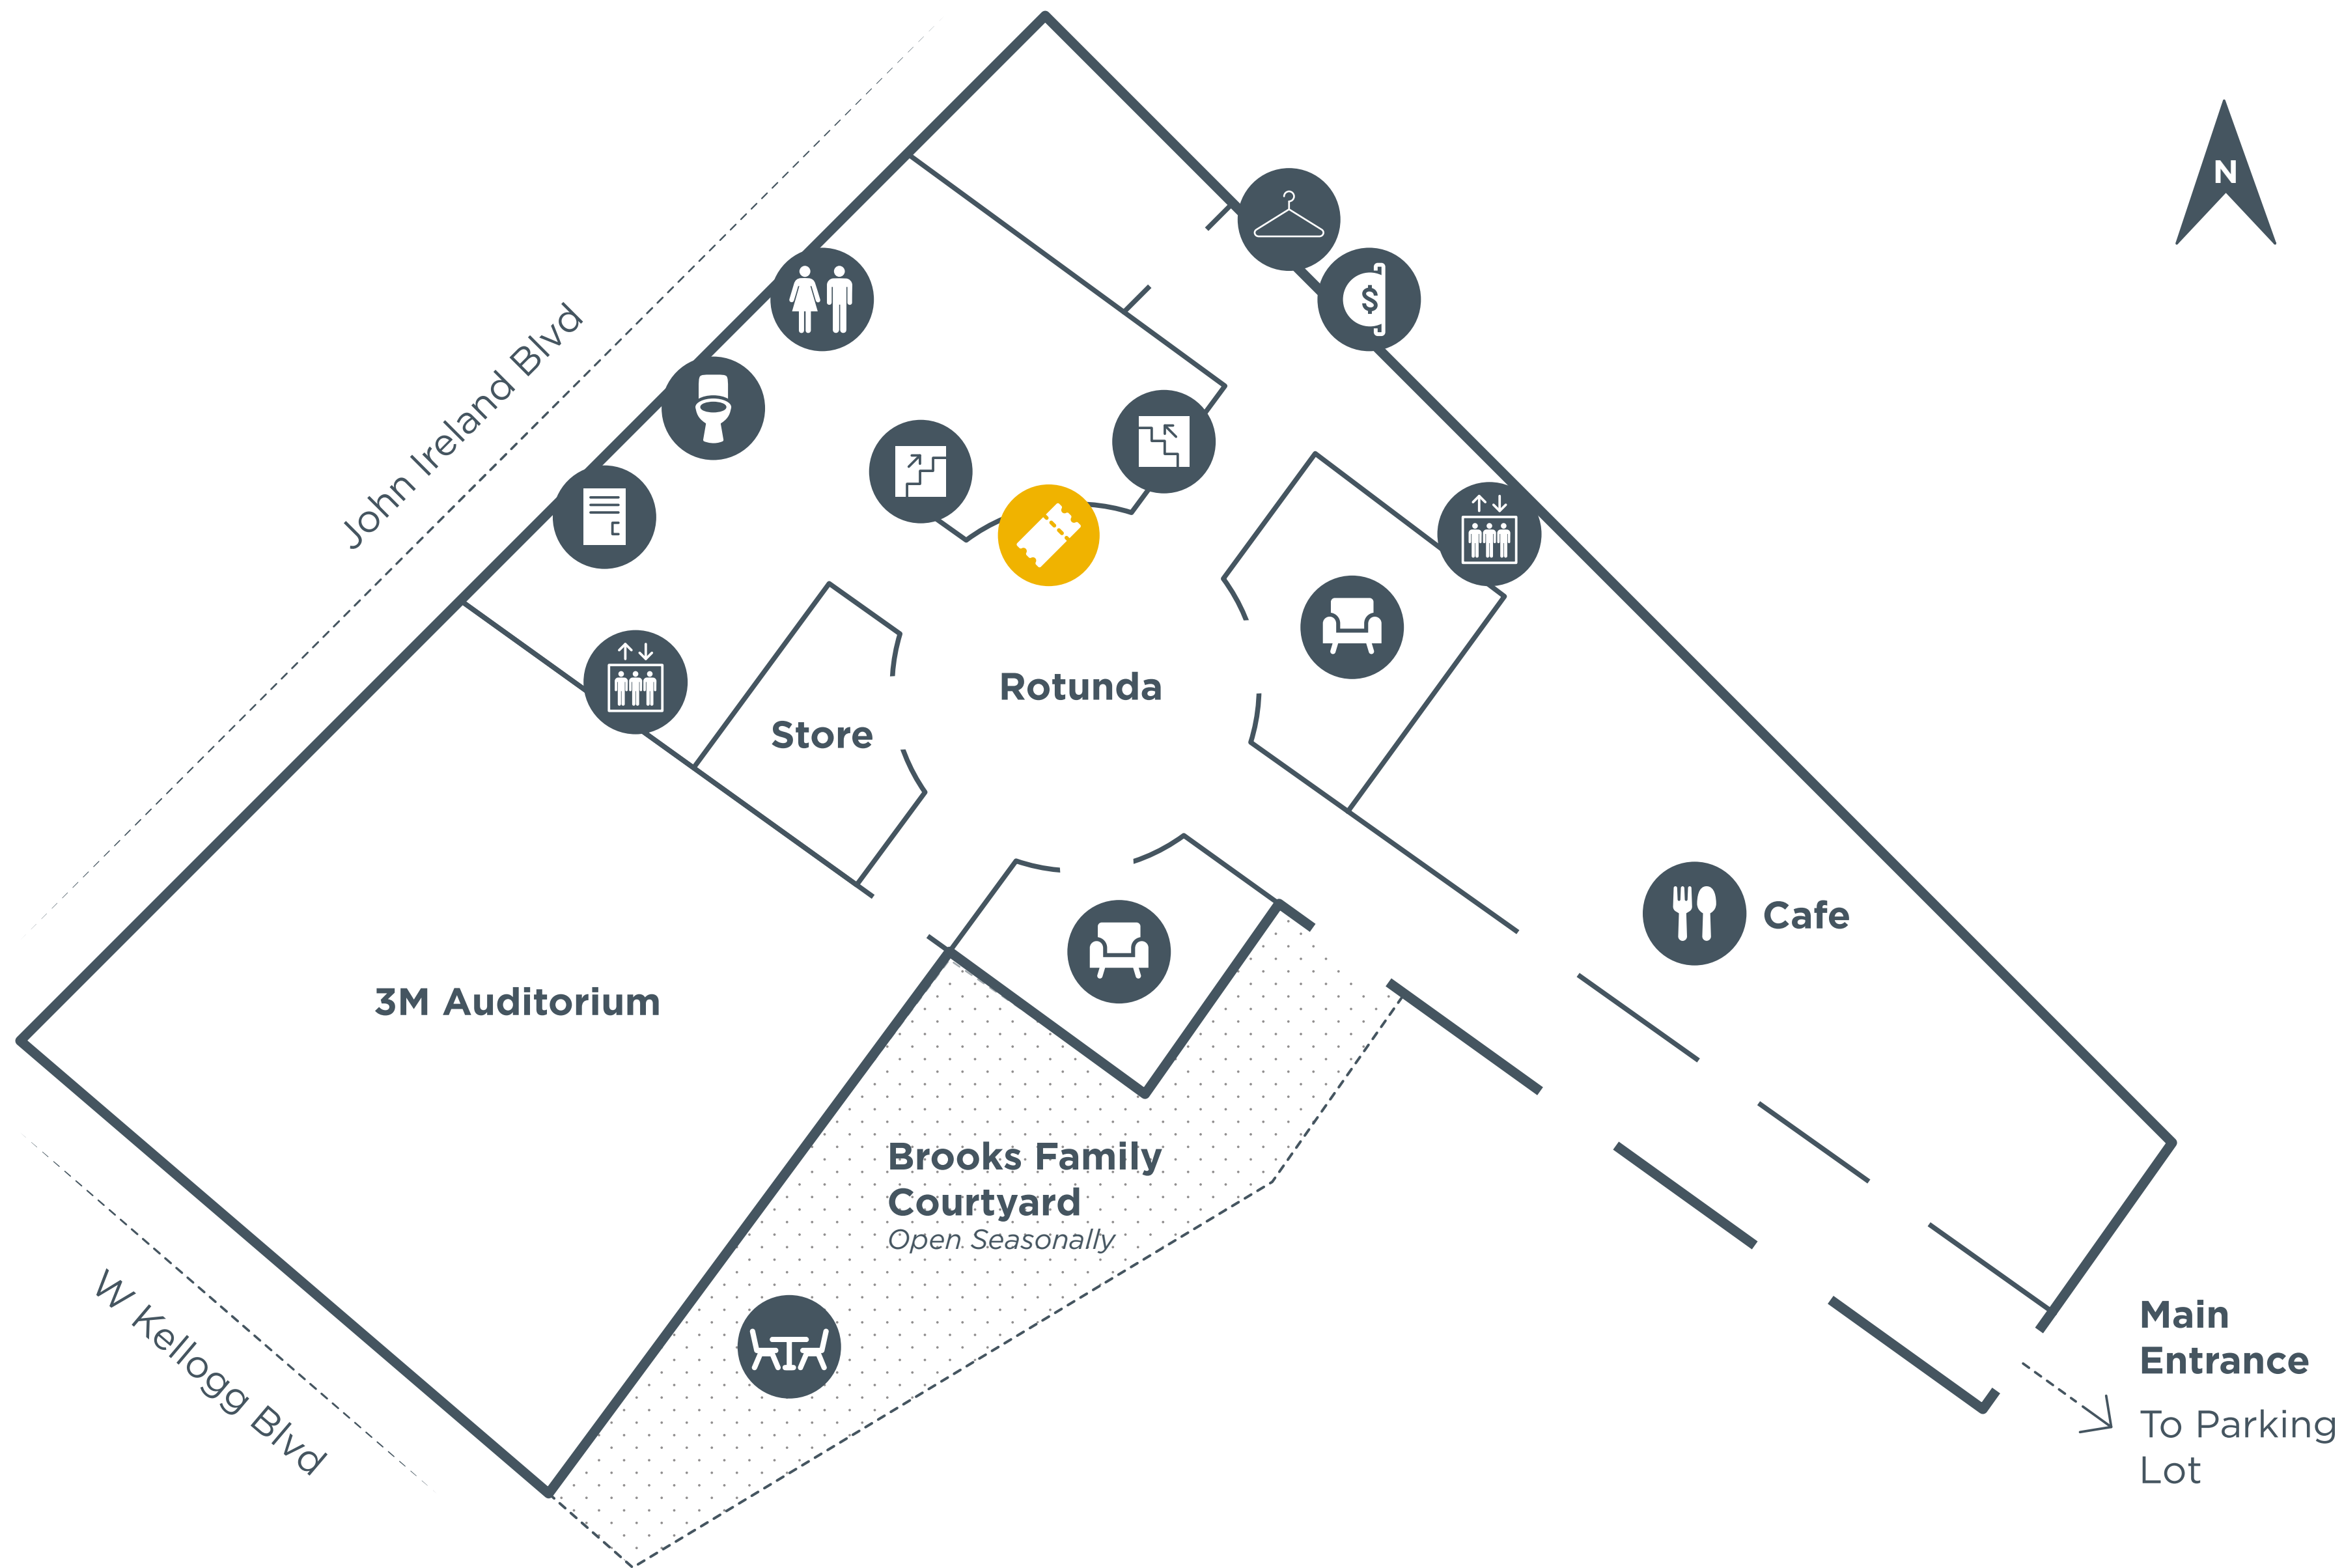 N
John Ireland Blvd
$
Rotunda
Store
Cafe
3M Auditorium
Brooks Family
Courtyard
Open Seasonally
W Kellogg Blvd
Main
Entrance
To Parking
Lot